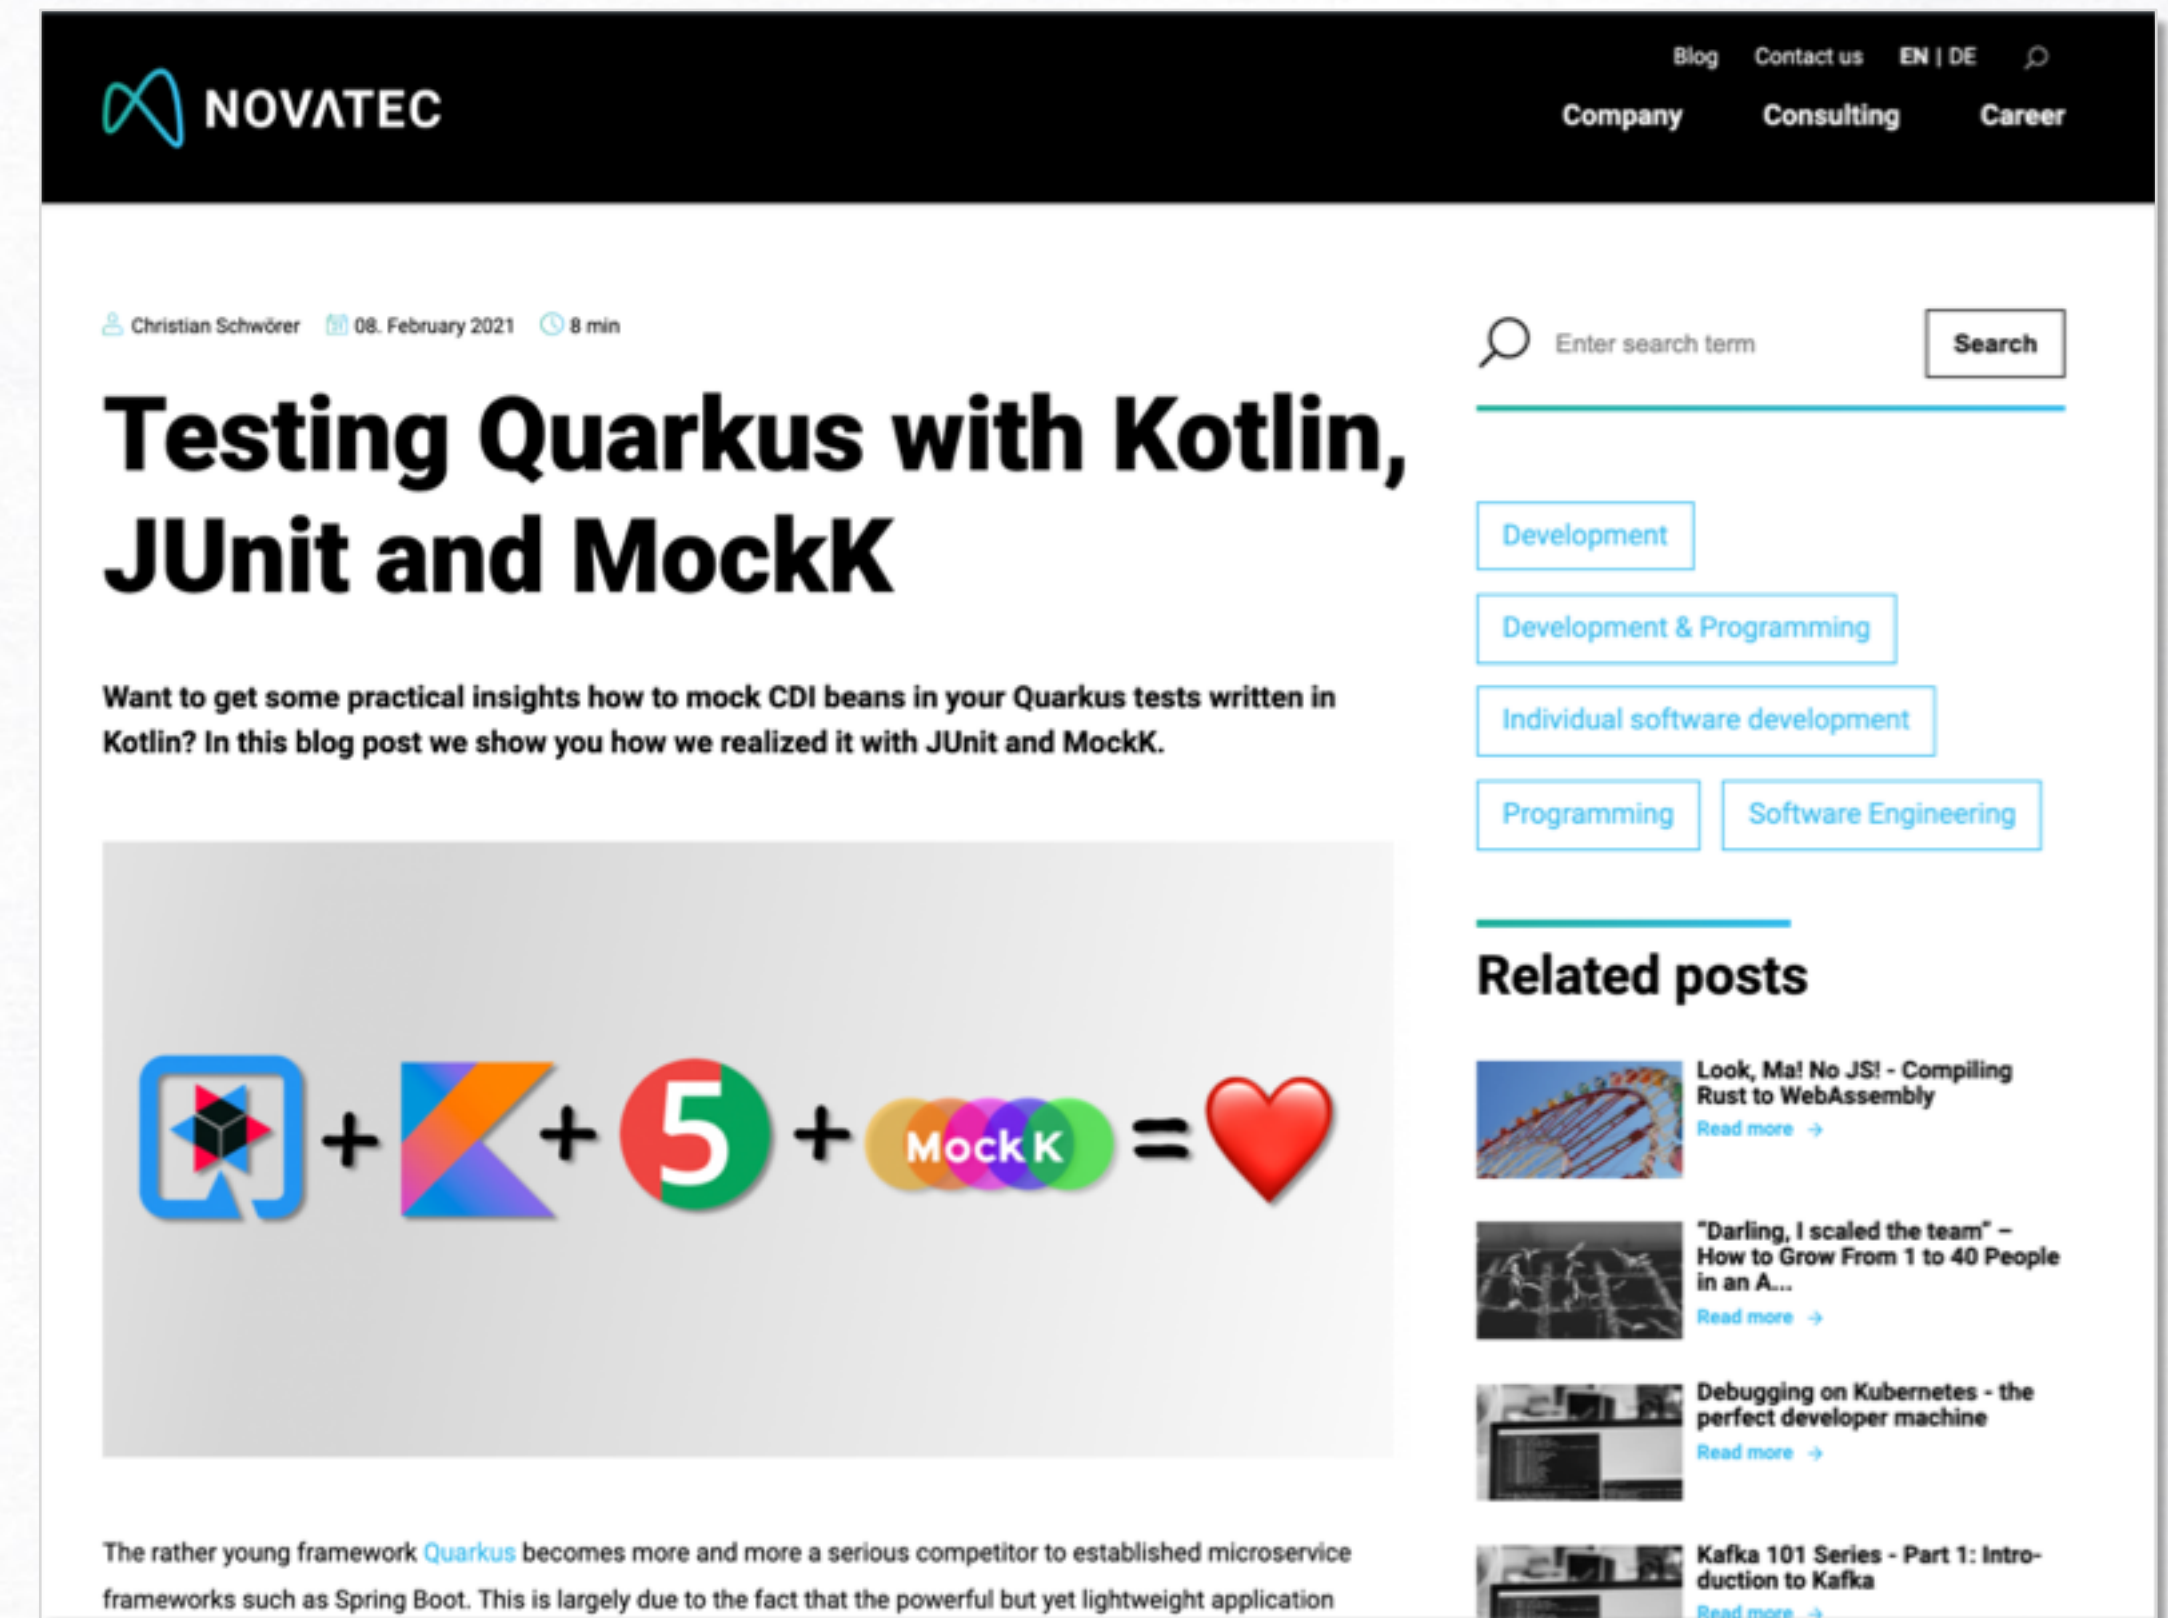 NOVATEC
Blog Contact us EN | DE
Company Consulting Career
Christian Schwörer 08. February 2021 8 min
Testing Quarkus with Kotlin,
JUnit and MockK
Want to get some practical insights how to mock CDI beans in your Quarkus tests written in
Kotlin? In this blog post we show you how we realized it with JUnit and MockK.
+ + 5 + MockK =
The rather young framework Quarkus becomes more and more a serious competitor to established microservice
frameworks such as Spring Boot. This is largely due to the fact that the powerful but yet lightweight application
Enter search term Search
Development
Development & Programming
Individual software development
Programming Software Engineering
Related posts
Look, Ma! No JS! - Compiling
Rust to WebAssembly
Read more →
“Darling, I scaled the team” –
How to Grow From 1 to 40 People
in an A...
Read more →
Debugging on Kubernetes - the
perfect developer machine
Read more →
Kafka 101 Series - Part 1: Intro-
duction to Kafka
Read more →